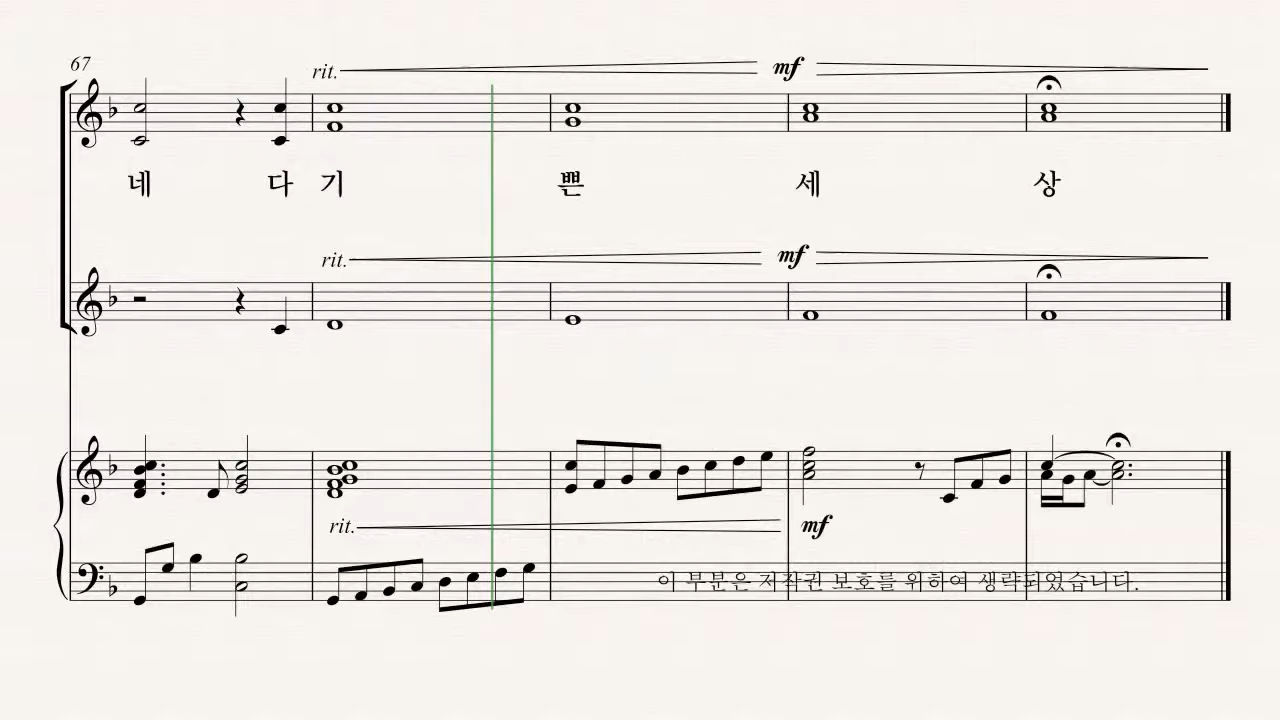 67
rit. mf
네 다 기 쁜 세 상
rit. mf
rit. mf
이 부분은 저작권 보호를 위하여 생략되었습니다.